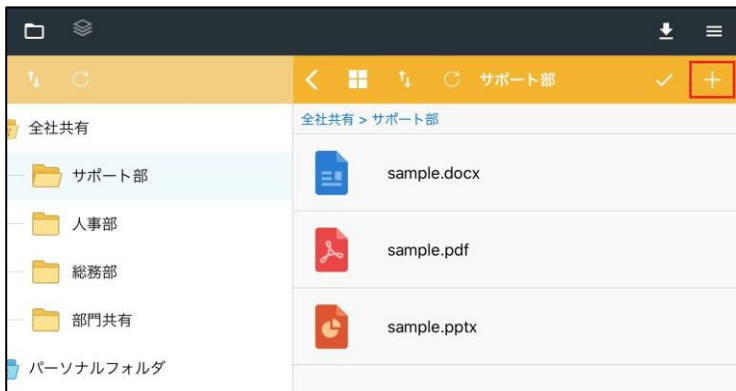 サポート部
全社共有
サポート部
人事部
総務部
部門共有
パーソナルフォルダ
全社共有 > サポート部
sample.docx
sample.pdf
sample.pptx